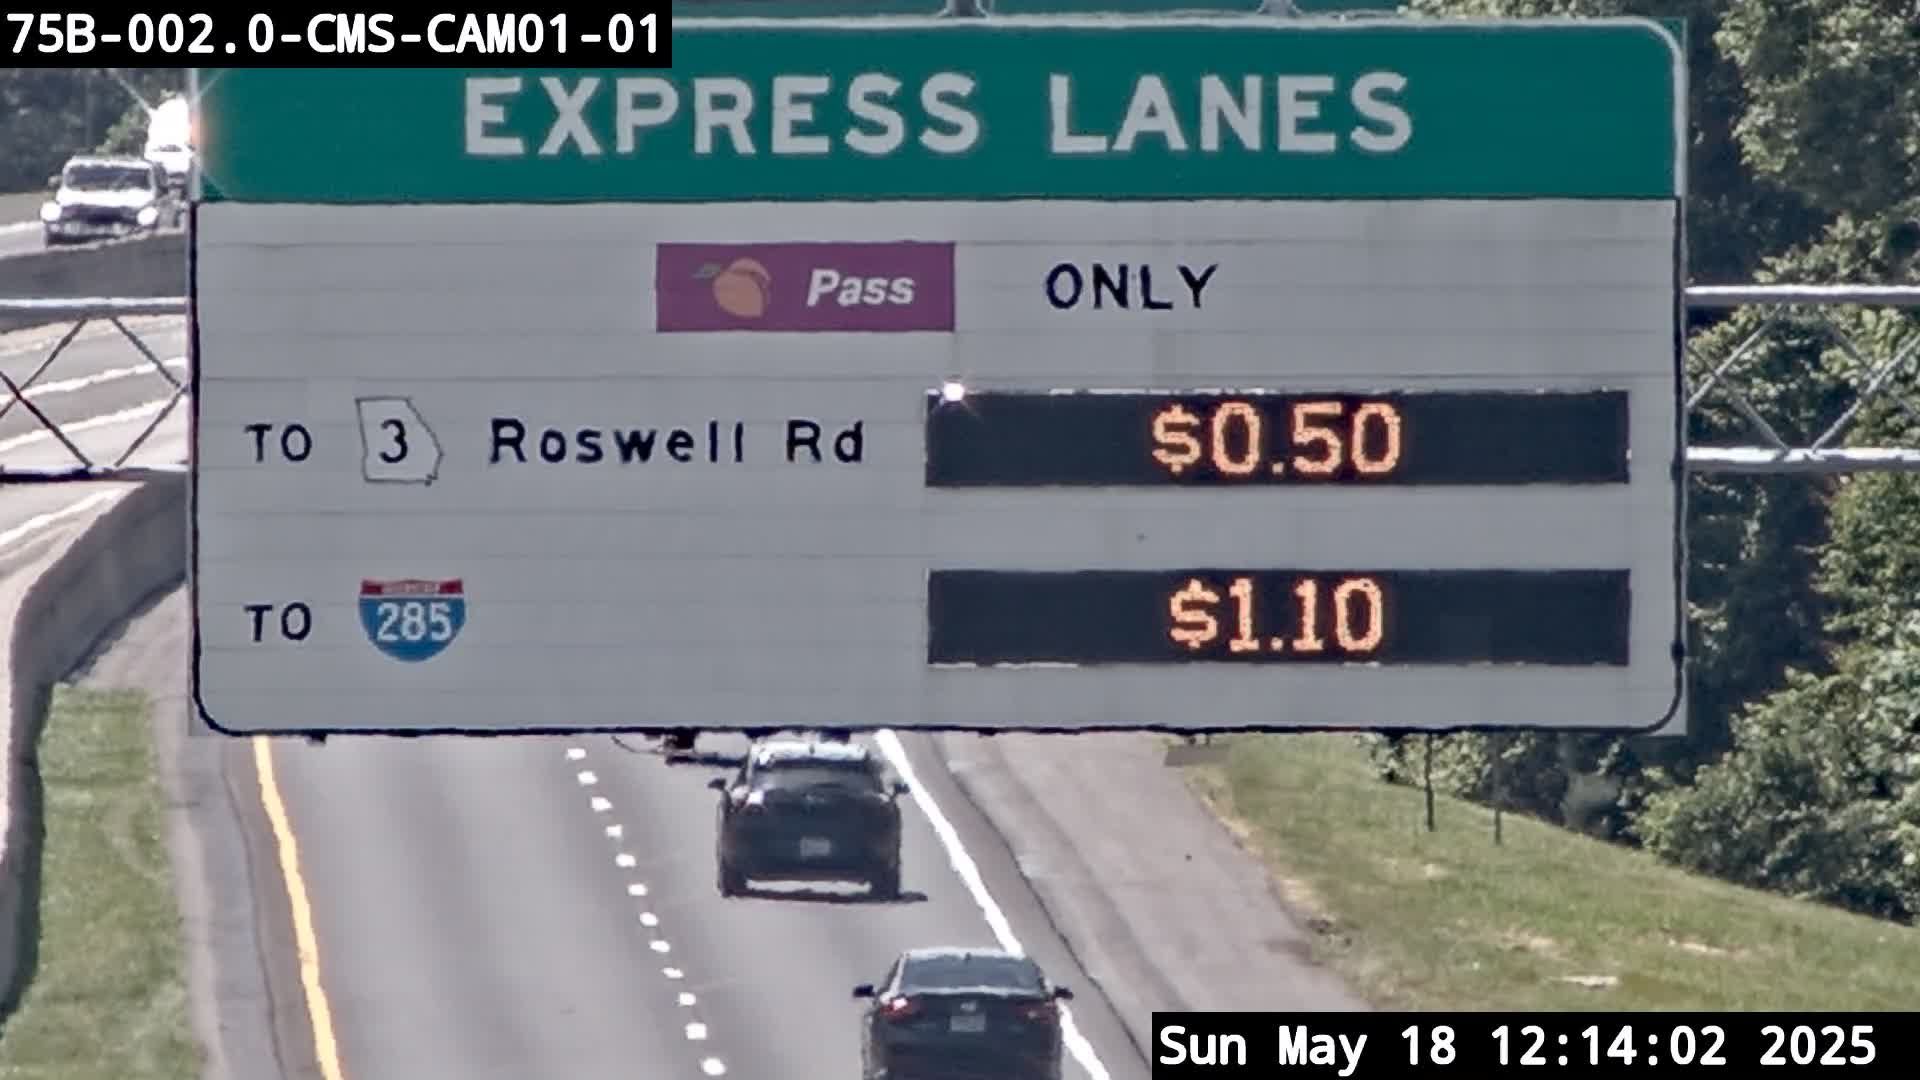 75B-002.0-CMS-CAM01-01
EXPRESS LANES
Pass ONLY
TO 3 Roswell Rd $0.50
TO 285 $1.10
Sun May 18 12:14:02 2025